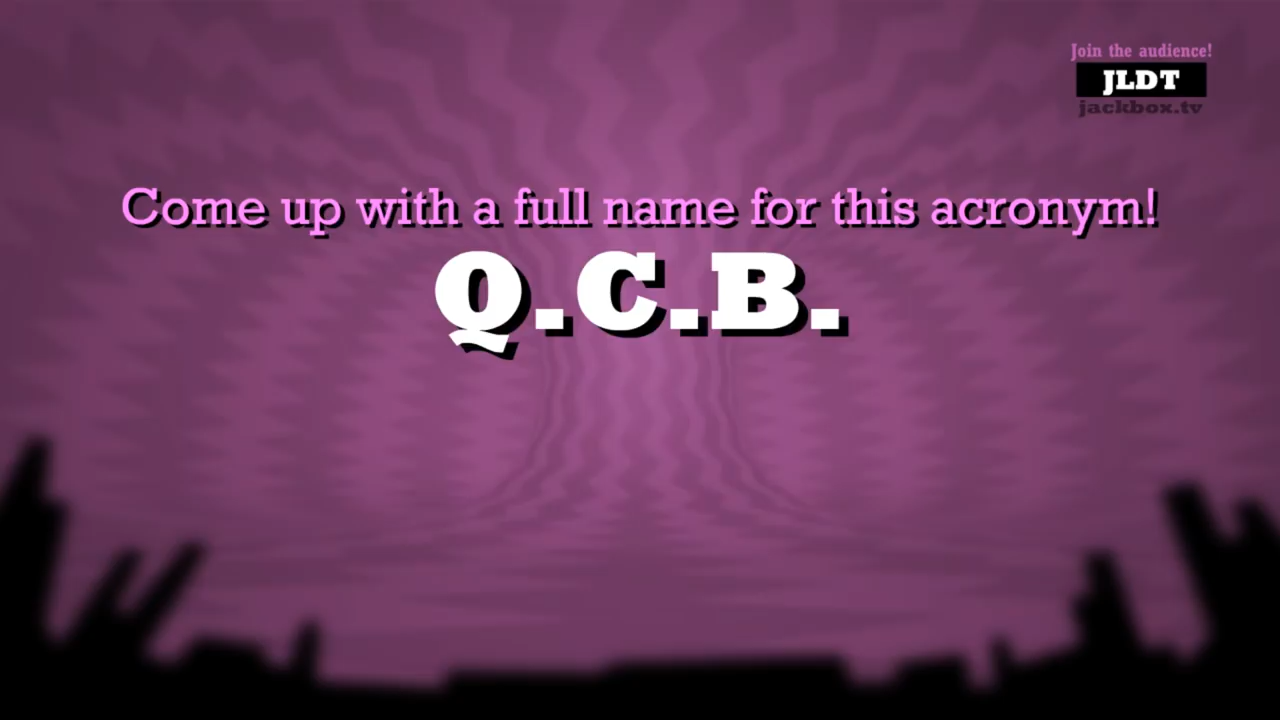 Join the audience!
JLDT
jackbox.tv
Come up with a full name for this acronym!
Q.C.B.